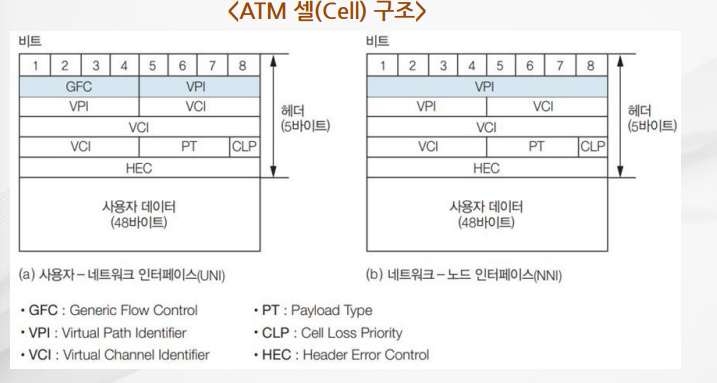 <ATM 셀(Cell) 구조>
비트
1 2 3 4 5 6 7 8
GFC VPI
VPI VCI
VCI
VCI PT CLP
HEC
사용자 데이터
(48바이트)
헤더
(5바이트)
(a) 사용자–네트워크 인터페이스(UNI)
비트
1 2 3 4 5 6 7 8
VPI
VPI VCI
VCI
VCI PT CLP
HEC
사용자 데이터
(48바이트)
헤더
(5바이트)
(b) 네트워크–노드 인터페이스(NNI)
• GFC : Generic Flow Control
• VPI : Virtual Path Identifier
• VCI : Virtual Channel Identifier
• PT : Payload Type
• CLP : Cell Loss Priority
• HEC : Header Error Control